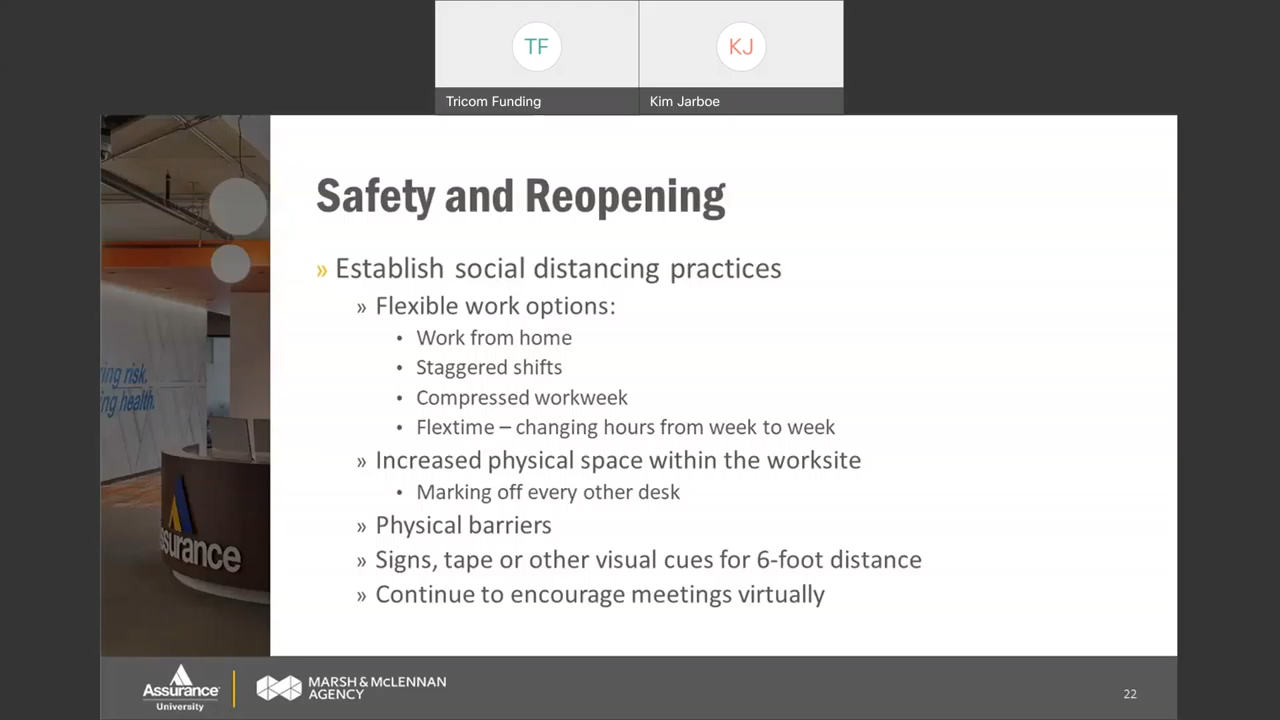 TF
KJ
Tricom Funding
Kim Jarboe
Safety and Reopening
» Establish social distancing practices
» Flexible work options:
• Work from home
• Staggered shifts
• Compressed workweek
• Flextime – changing hours from week to week
» Increased physical space within the worksite
• Marking off every other desk
» Physical barriers
» Signs, tape or other visual cues for 6-foot distance
» Continue to encourage meetings virtually
risk.
health.
Assurance
University
MARSH & McLENNAN
AGENCY
22